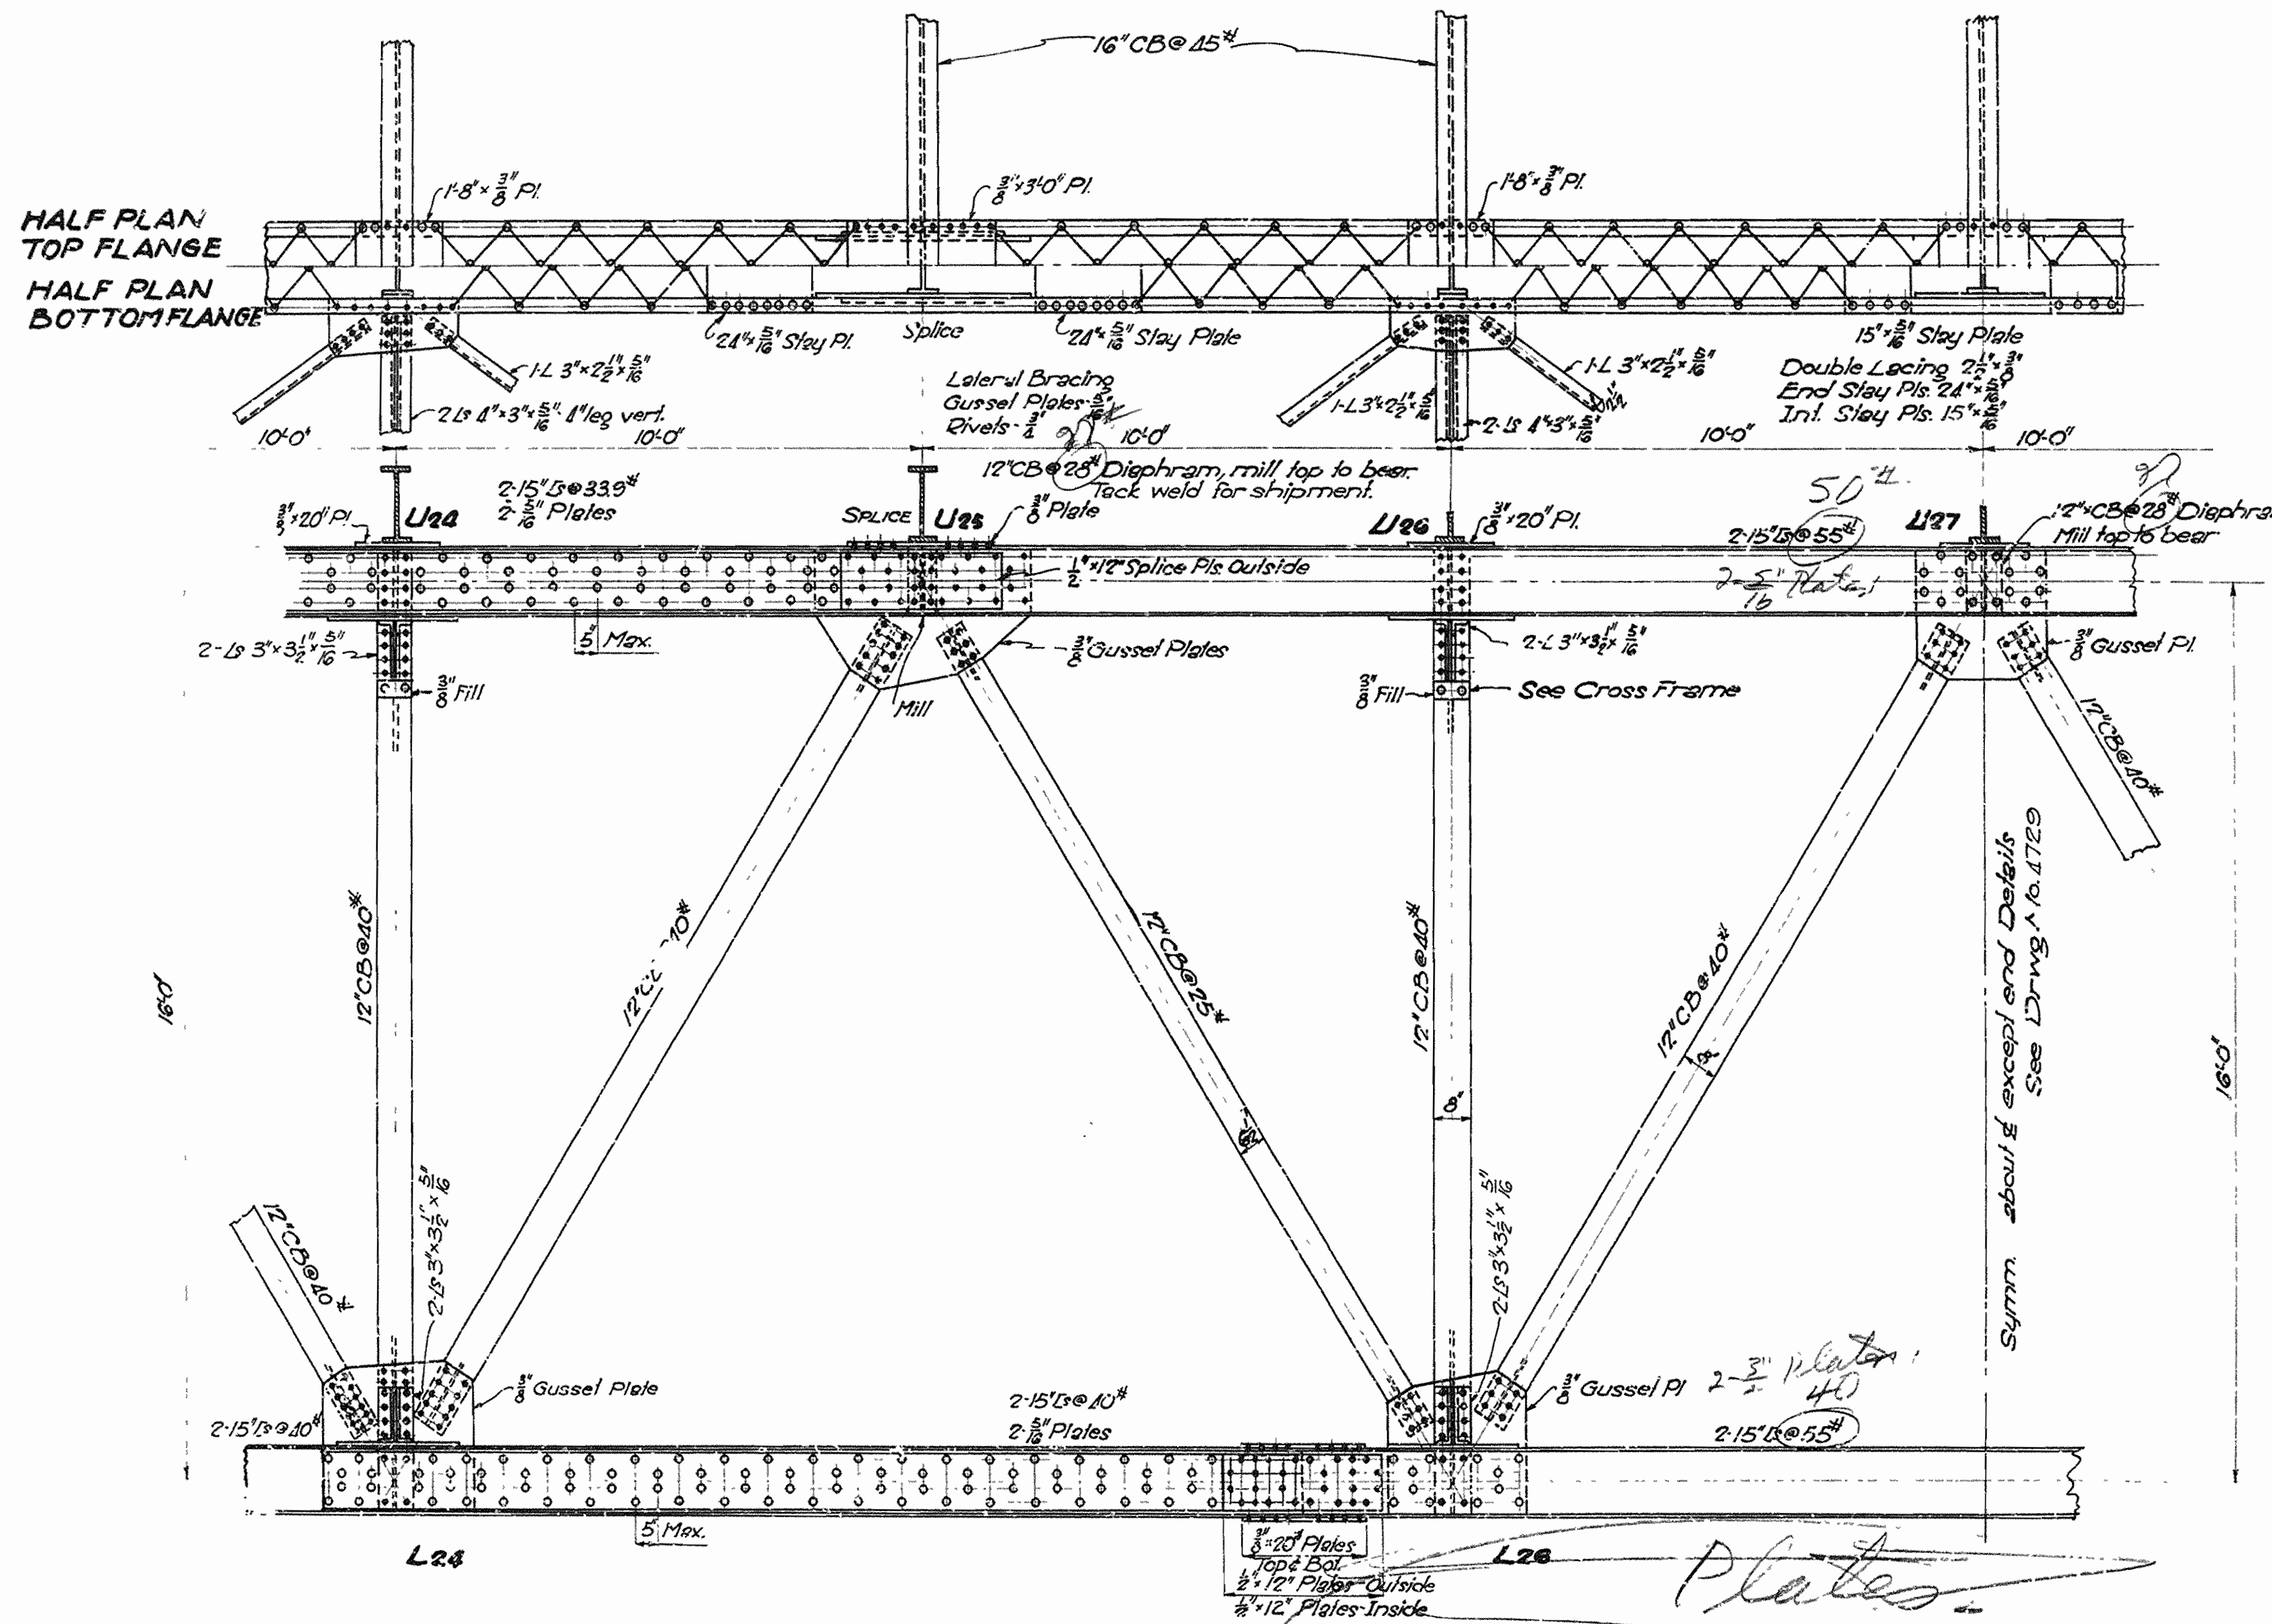 16"CB@45#
1'-8"×3/8" Pl.
3/8"×3'-0" Pl.
1'-8"×3/8" Pl.
HALF PLAN
TOP FLANGE
HALF PLAN
BOTTOM FLANGE
24"×5/16" Stay Pl.
Splice
24"×5/16" Stay Plate
15"×5/16" Stay Plate
1-L 3"×2 1/2"×5/16"
2 Ls 4"×3"×5/16" 4" leg vert.
Lateral Bracing
Gusset Plates-5/16"
Rivets-3/4"
1-L 3"×2 1/2"×5/16"
1-L 3"×2 1/2"×5/16"
2-Ls 4"×3"×5/16"
Double Lacing 2 1/2"×3/8"
End Stay Pls. 24"×5/16"
Int. Stay Pls. 15"×5/16"
10'-0"
10'-0"
10'-0"
10'-0"
10'-0"
2-15"[s@33.9#
2-5/16" Plates
12"CB@28# Diaphram, mill top to bear.
Tack weld for shipment.
3/8"×20" Pl.
U24
SPLICE
U25
3/8" Plate
U26
3/8"×20" Pl.
50#
2-15"[s@55#
U27
12"×CB@28# Diaphra
Mill top to bear
1/2"×12" Splice Pls Outside
2-5/16" Plates
2-Ls 3"×3 1/2"×5/16"
5" Max.
3/8" Gusset Plates
2-L 3"×3 1/2"×5/16"
3/8" Gusset Pl.
3/8" Fill
Mill
3/8" Fill
See Cross Frame
12"CB@40#
12"CB@40#
12"CB@25#
12"CB@40#
12"CB@40#
8"
16'-0"
16'-0"
Symm. about ℄ except end Details
See Drwg. No. 4729
12"CB@40#
2-Ls 3"×3 1/2"×5/16"
2-Ls 3"×3 1/2"×5/16"
3/8" Gusset Plate
3/8" Gusset Pl
Plates
40
2-15"[s@40#
2-15"[s@40#
2-5/16" Plates
2-15"[s@55#
5" Max.
L24
3/8"×20" Plates
Top & Bot.
1/2"×12" Plates-Outside
1/2"×12" Plates-Inside
L26
Plates